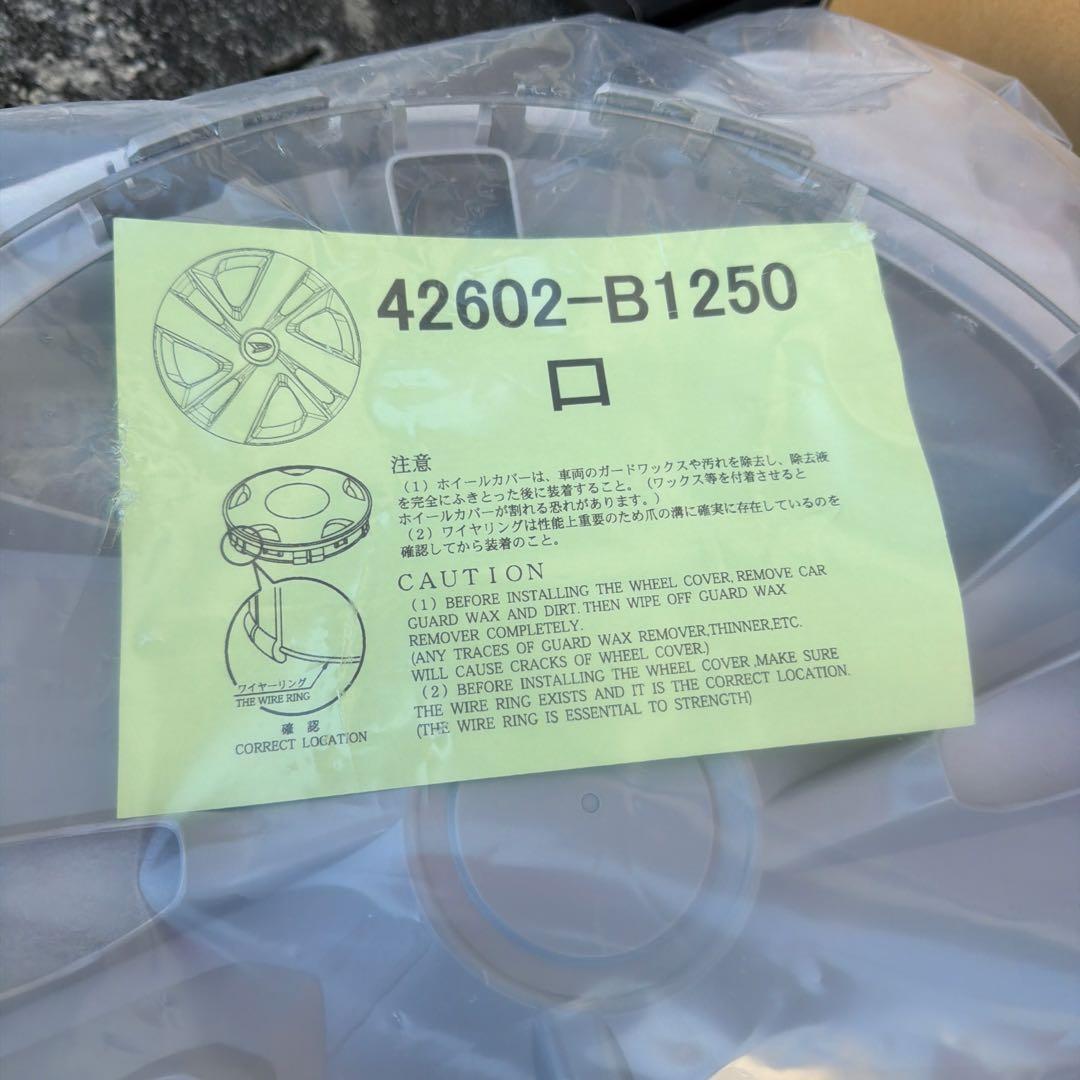 42602-B1250
口
注意
(1) ホイールカバーは、車両のガードワックスや汚れを除去し、除去液
を完全にふきとった後に装着すること。(ワックス等を付着させると
ホイールカバーが割れる恐れがあります。)
(2) ワイヤリングは性能上重要のため爪の溝に確実に存在しているのを
確認してから装着のこと。
CAUTION
(1) BEFORE INSTALLING THE WHEEL COVER, REMOVE CAR
GUARD WAX AND DIRT. THEN WIPE OFF GUARD WAX
REMOVER COMPLETELY.
(ANY TRACES OF GUARD WAX REMOVER,THINNER,ETC.
WILL CAUSE CRACKS OF WHEEL COVER.)
(2) BEFORE INSTALLING THE WHEEL COVER ,MAKE SURE
THE WIRE RING EXISTS AND IT IS THE CORRECT LOCATION.
(THE WIRE RING IS ESSENTIAL TO STRENGTH)
ワイヤーリング
THE WIRE RING
確 認
CORRECT LOCATION